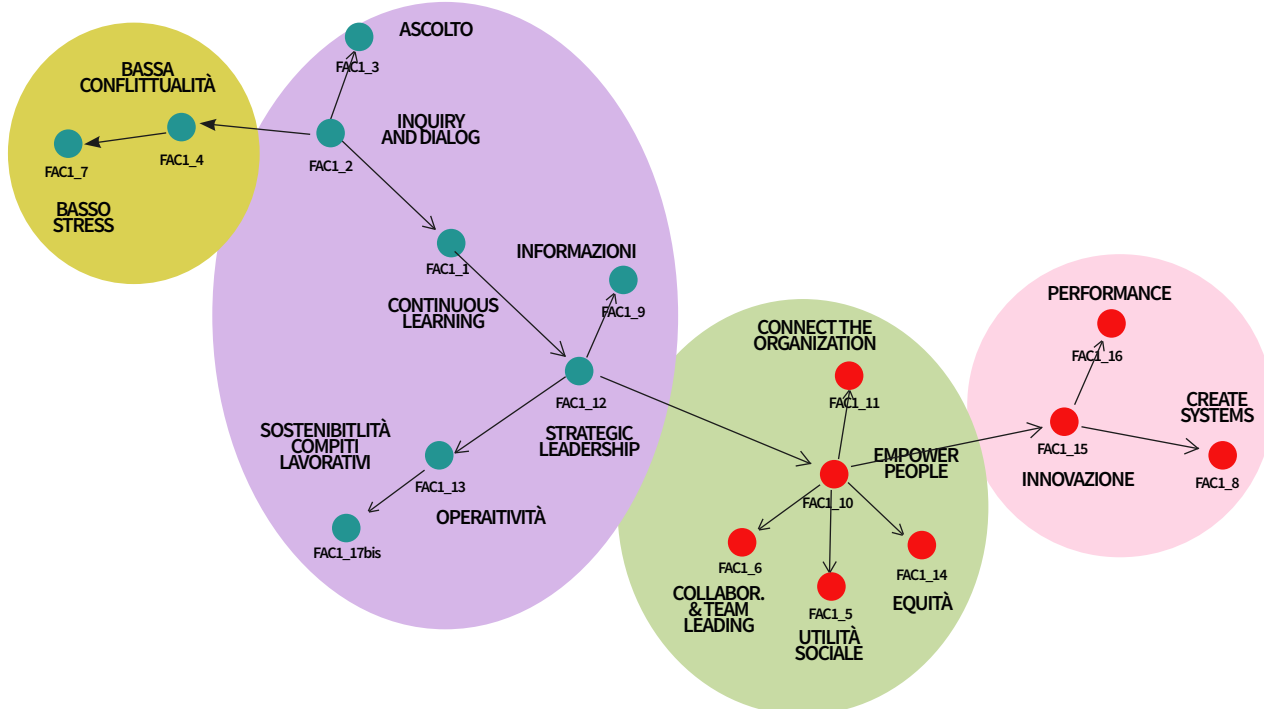 ASCOLTO
FAC1_3
BASSA
CONFLITTUALITÀ
INQUIRY
AND DIALOG
FAC1_4
FAC1_2
FAC1_7
BASSO
STRESS
INFORMAZIONI
FAC1_1
FAC1_9
CONTINUOUS
LEARNING
PERFORMANCE
CONNECT THE
ORGANIZATION
FAC1_16
FAC1_12
FAC1_11
CREATE
SYSTEMS
SOSTENIBITLITÀ
COMPITI
LAVORATIVI
STRATEGIC
LEADERSHIP
FAC1_15
EMPOWER
PEOPLE
INNOVAZIONE
FAC1_8
FAC1_13
OPERAITIVITÀ
FAC1_10
FAC1_17bis
FAC1_6
FAC1_14
COLLABOR.
& TEAM
LEADING
EQUITÀ
FAC1_5
UTILITÀ
SOCIALE